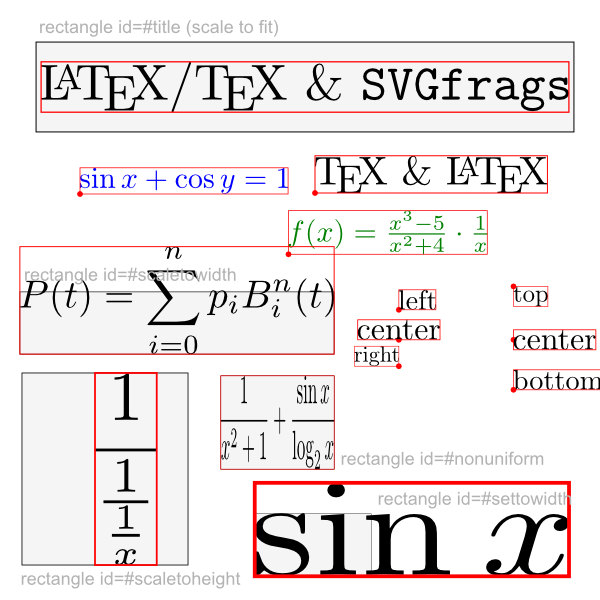 rectangle id=#title (scale to fit)
LATEX/TEX & SVGfrags
sin x + cos y = 1
TEX & LATEX
f(x) = \frac{x^3-5}{x^2+4} · \frac{1}{x}
rectangle id=#scaletowidth
P(t) = \sum_{i=0}^{n} p_i B_i^n(t)
left
center
right
top
center
bottom
\frac{1}{\frac{1}{\frac{1}{x}}}
\frac{1}{x^2+1} + \frac{sin x}{log_2 x}
rectangle id=#nonuniform
rectangle id=#settowidth
sin x
rectangle id=#scaletoheight